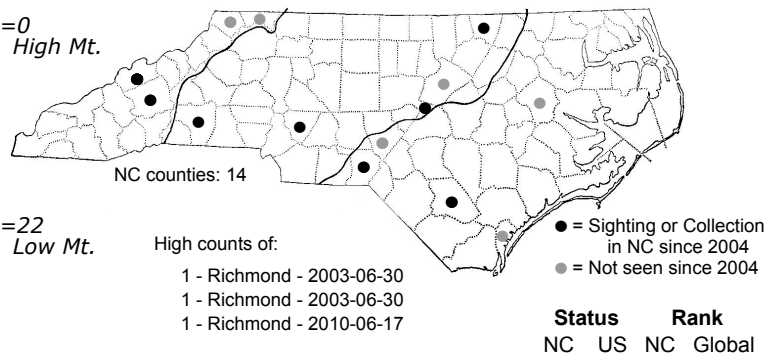 =0
High Mt.
NC counties: 14
=22
Low Mt.
High counts of:
1 - Richmond - 2003-06-30
1 - Richmond - 2003-06-30
1 - Richmond - 2010-06-17
= Sighting or Collection
in NC since 2004
= Not seen since 2004
Status Rank
NC US NC Global